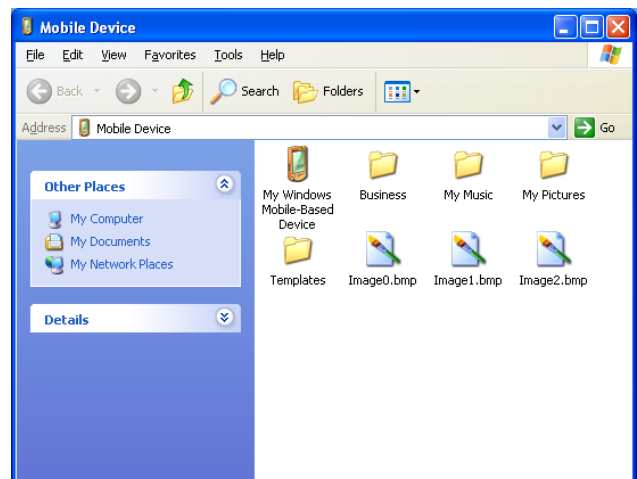 Mobile Device
File Edit View Favorites Tools Help
Back Search Folders
Address Mobile Device Go
Other Places
My Computer
My Documents
My Network Places
Details
My Windows Mobile-Based Device
Business
My Music
My Pictures
Templates
Image0.bmp
Image1.bmp
Image2.bmp